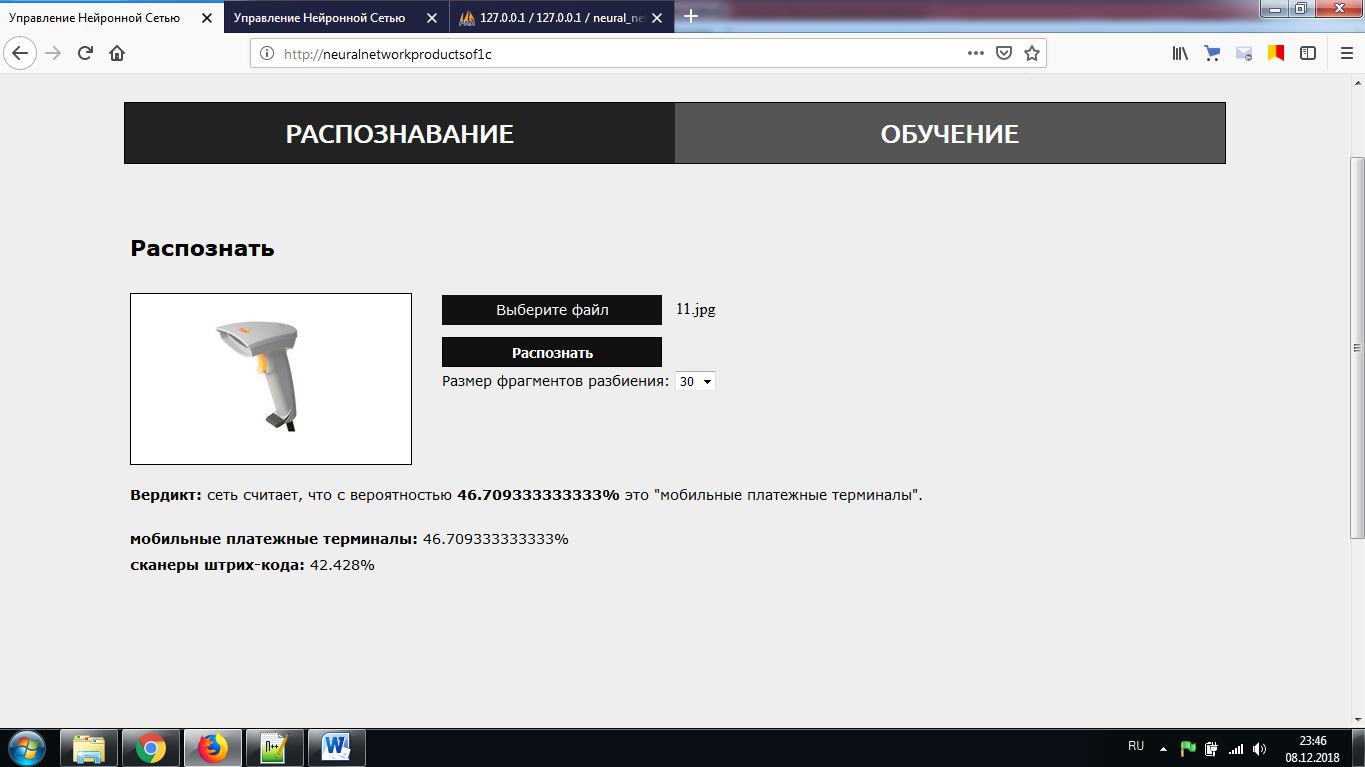 Управление Нейронной Сетью
Управление Нейронной Сетью
127.0.0.1 / 127.0.0.1 / neural_ne
http://neuralnetworkproductsof1c
РАСПОЗНАВАНИЕ
ОБУЧЕНИЕ
Распознать
Выберите файл
11.jpg
Распознать
Размер фрагментов разбиения: 30
Вердикт: сеть считает, что с вероятностью 46.709333333333% это "мобильные платежные терминалы".
мобильные платежные терминалы: 46.709333333333%
сканеры штрих-кода: 42.428%
RU
23:46
08.12.2018